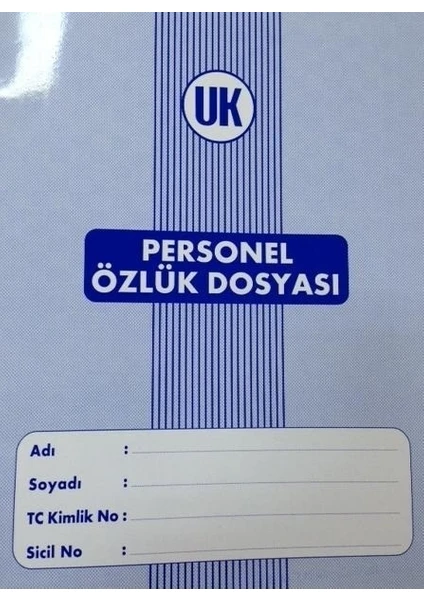 UK
PERSONEL
ÖZLÜK DOSYASI
Adı :
Soyadı :
TC Kimlik No :
Sicil No :